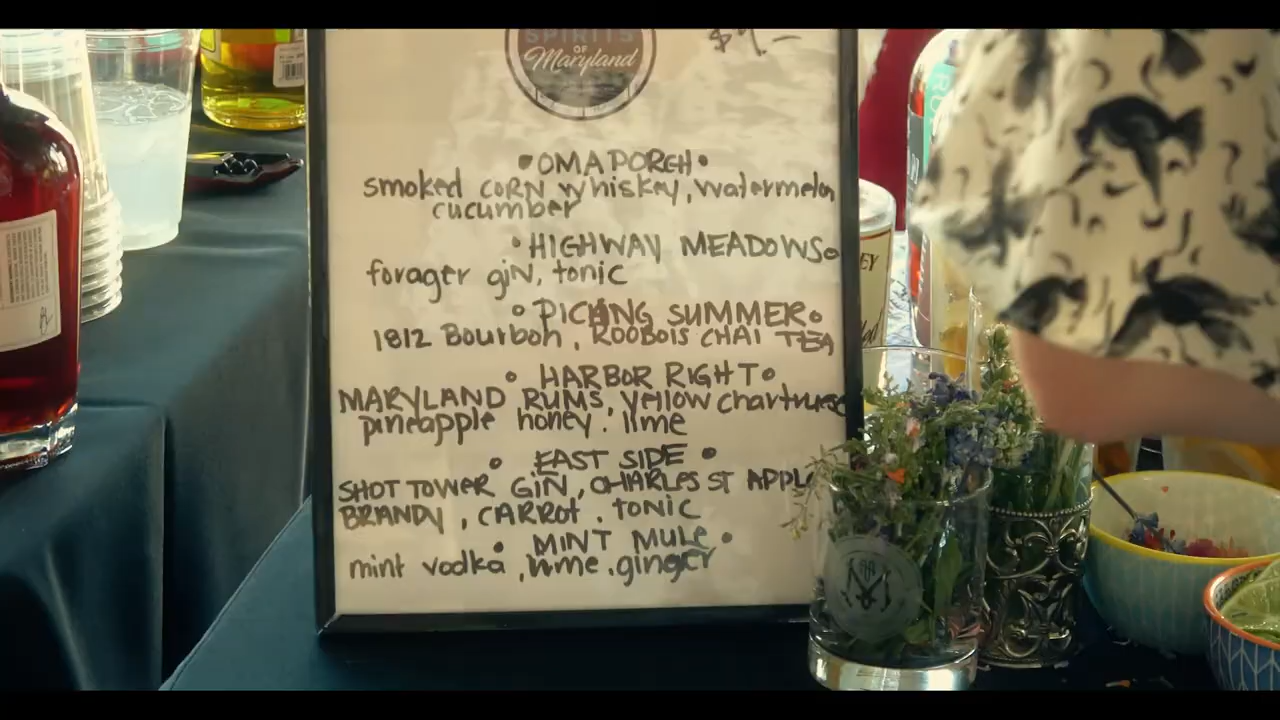 SPIRITS
OF
Maryland
•OMA PORCH•
smoked corn whiskey, watermelon
cucumber
•HIGHWAY MEADOWS•
forager gin, tonic
SUMMER•
1812 Bourbon, ROOBOIS CHAI TEA
• HARBOR RIGHT•
MARYLAND RUMS, yellow chartruese
pineapple honey. lime
• EAST SIDE •
SHOT TOWER GIN, CHARLES ST APPLE
BRANDY, CARROT, TONIC
• MINT MULE •
mint vodka, lime, ginger